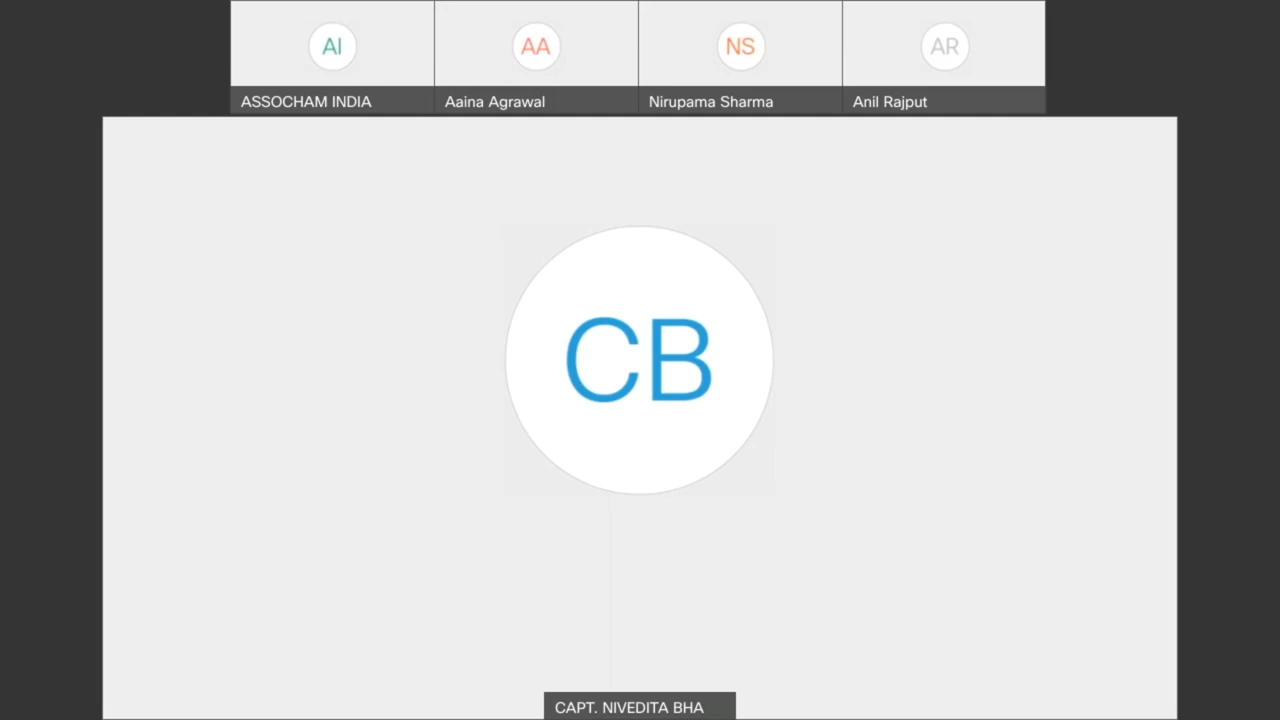 AI
AA
NS
AR
ASSOCHAM INDIA
Aaina Agrawal
Nirupama Sharma
Anil Rajput
CB
CAPT. NIVEDITA BHA